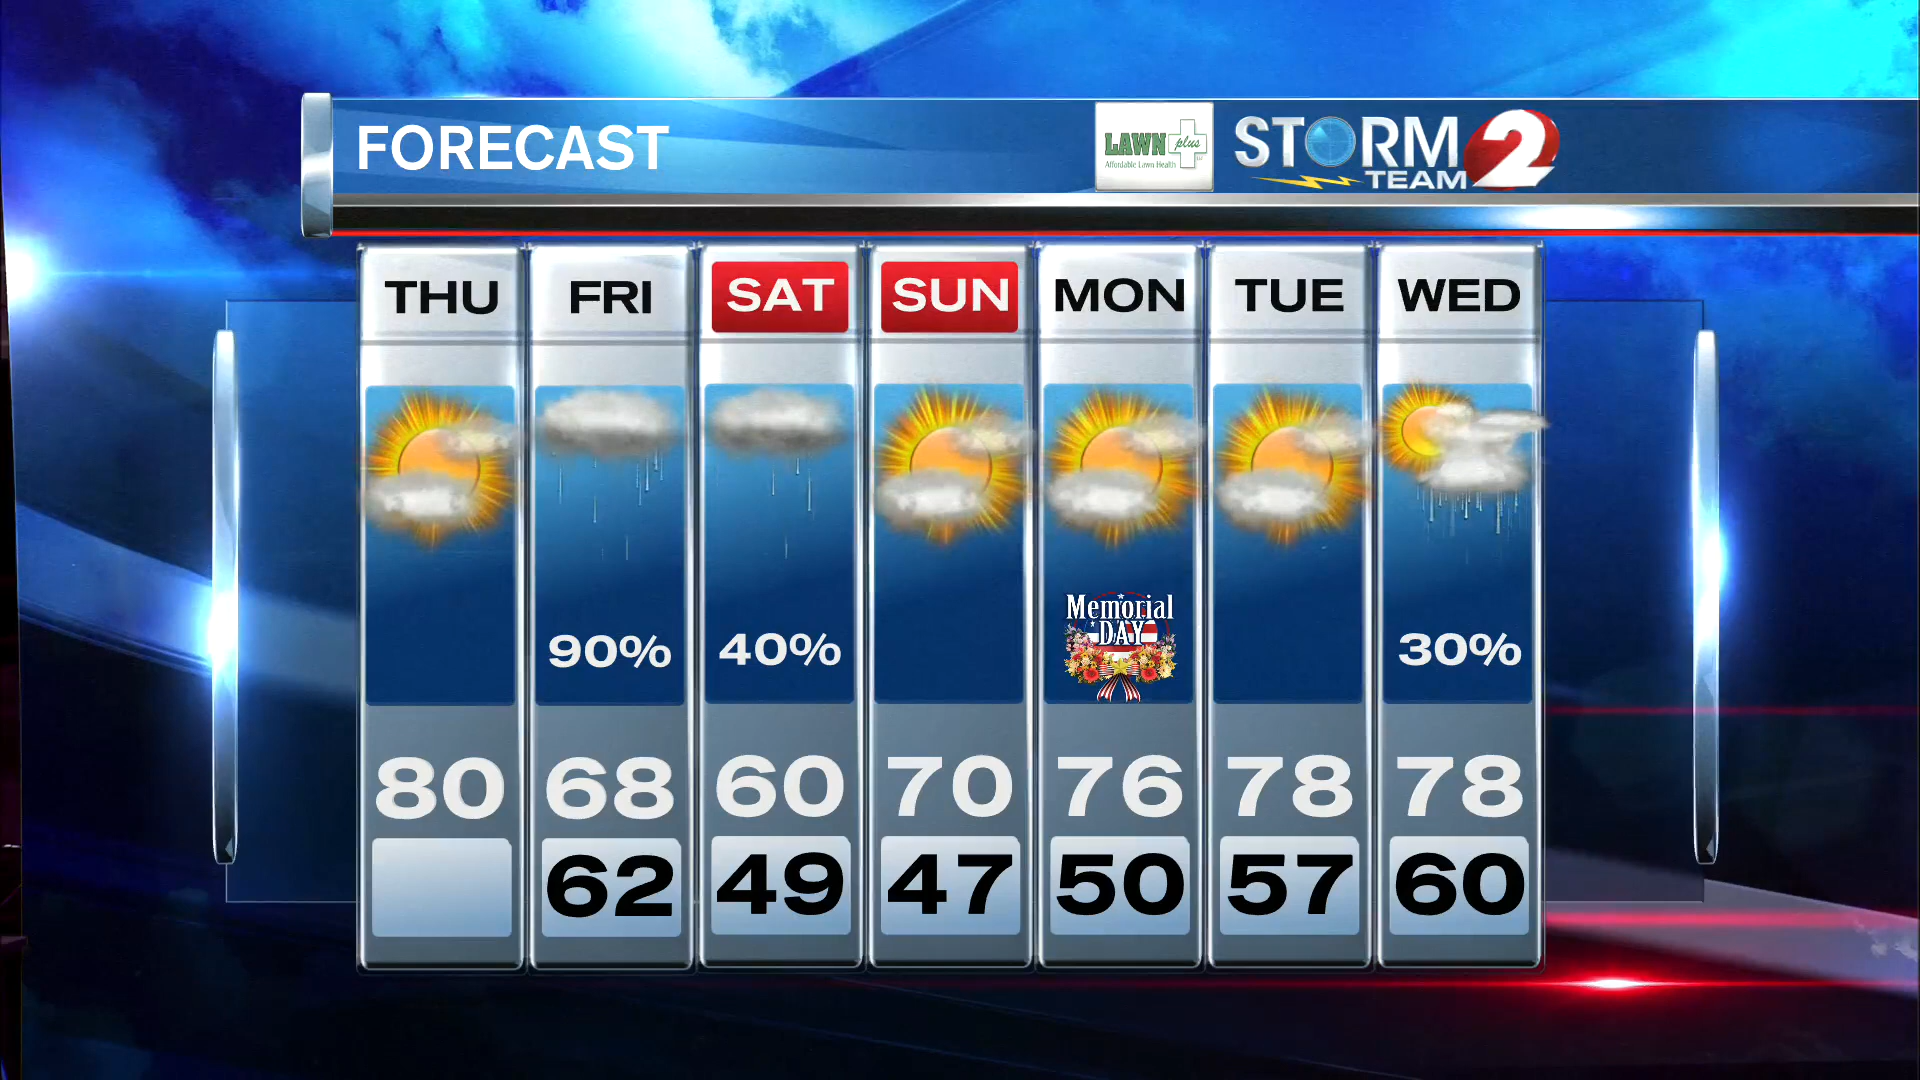 FORECAST
LAWN plus
Affordable Lawn Health
STORM
TEAM
2
THU FRI SAT SUN MON TUE WED
Memorial
DAY
90% 40% 30%
80 68 60 70 76 78 78
62 49 47 50 57 60